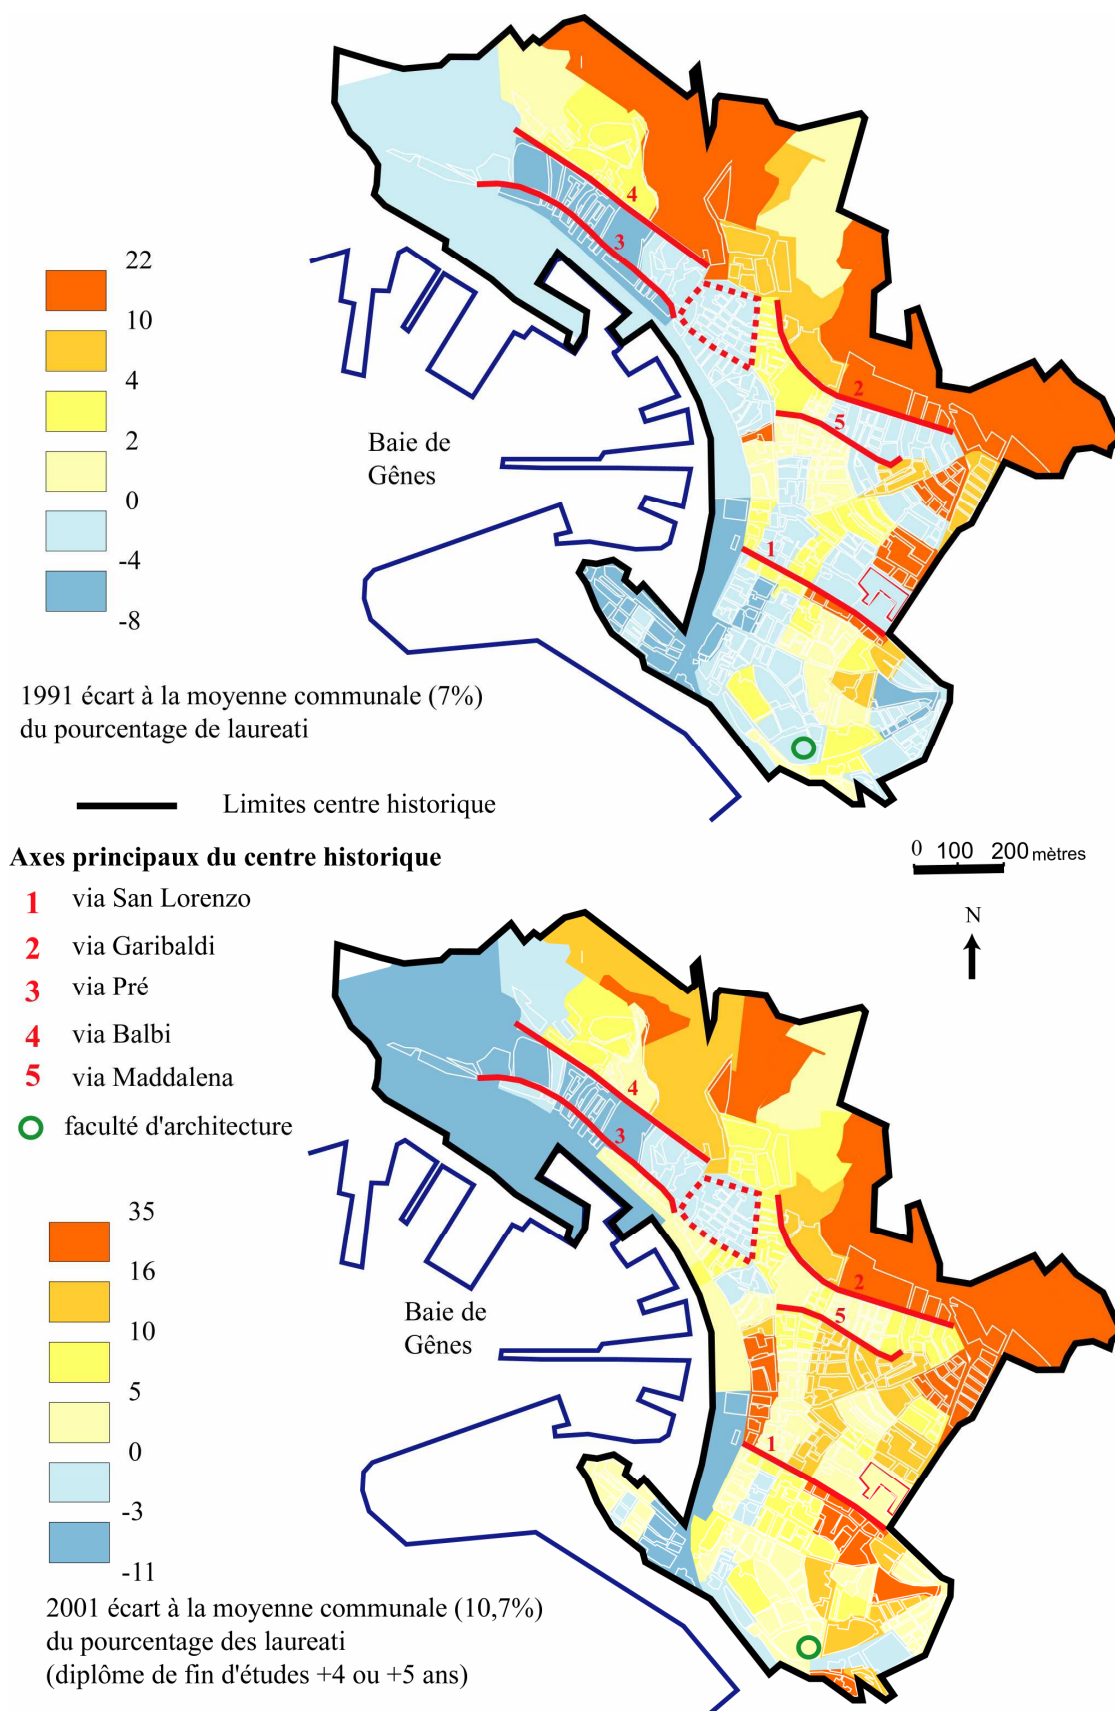 22
10
4
2
0
-4
-8
4
3
2
5
1
Baie de
Gênes
1991 écart à la moyenne communale (7%)
du pourcentage de laureati
Limites centre historique
Axes principaux du centre historique
1 via San Lorenzo
2 via Garibaldi
3 via Pré
4 via Balbi
5 via Maddalena
faculté d'architecture
0 100 200 mètres
N
35
16
10
5
0
-3
-11
4
3
2
5
1
Baie de
Gênes
2001 écart à la moyenne communale (10,7%)
du pourcentage des laureati
(diplôme de fin d'études +4 ou +5 ans)